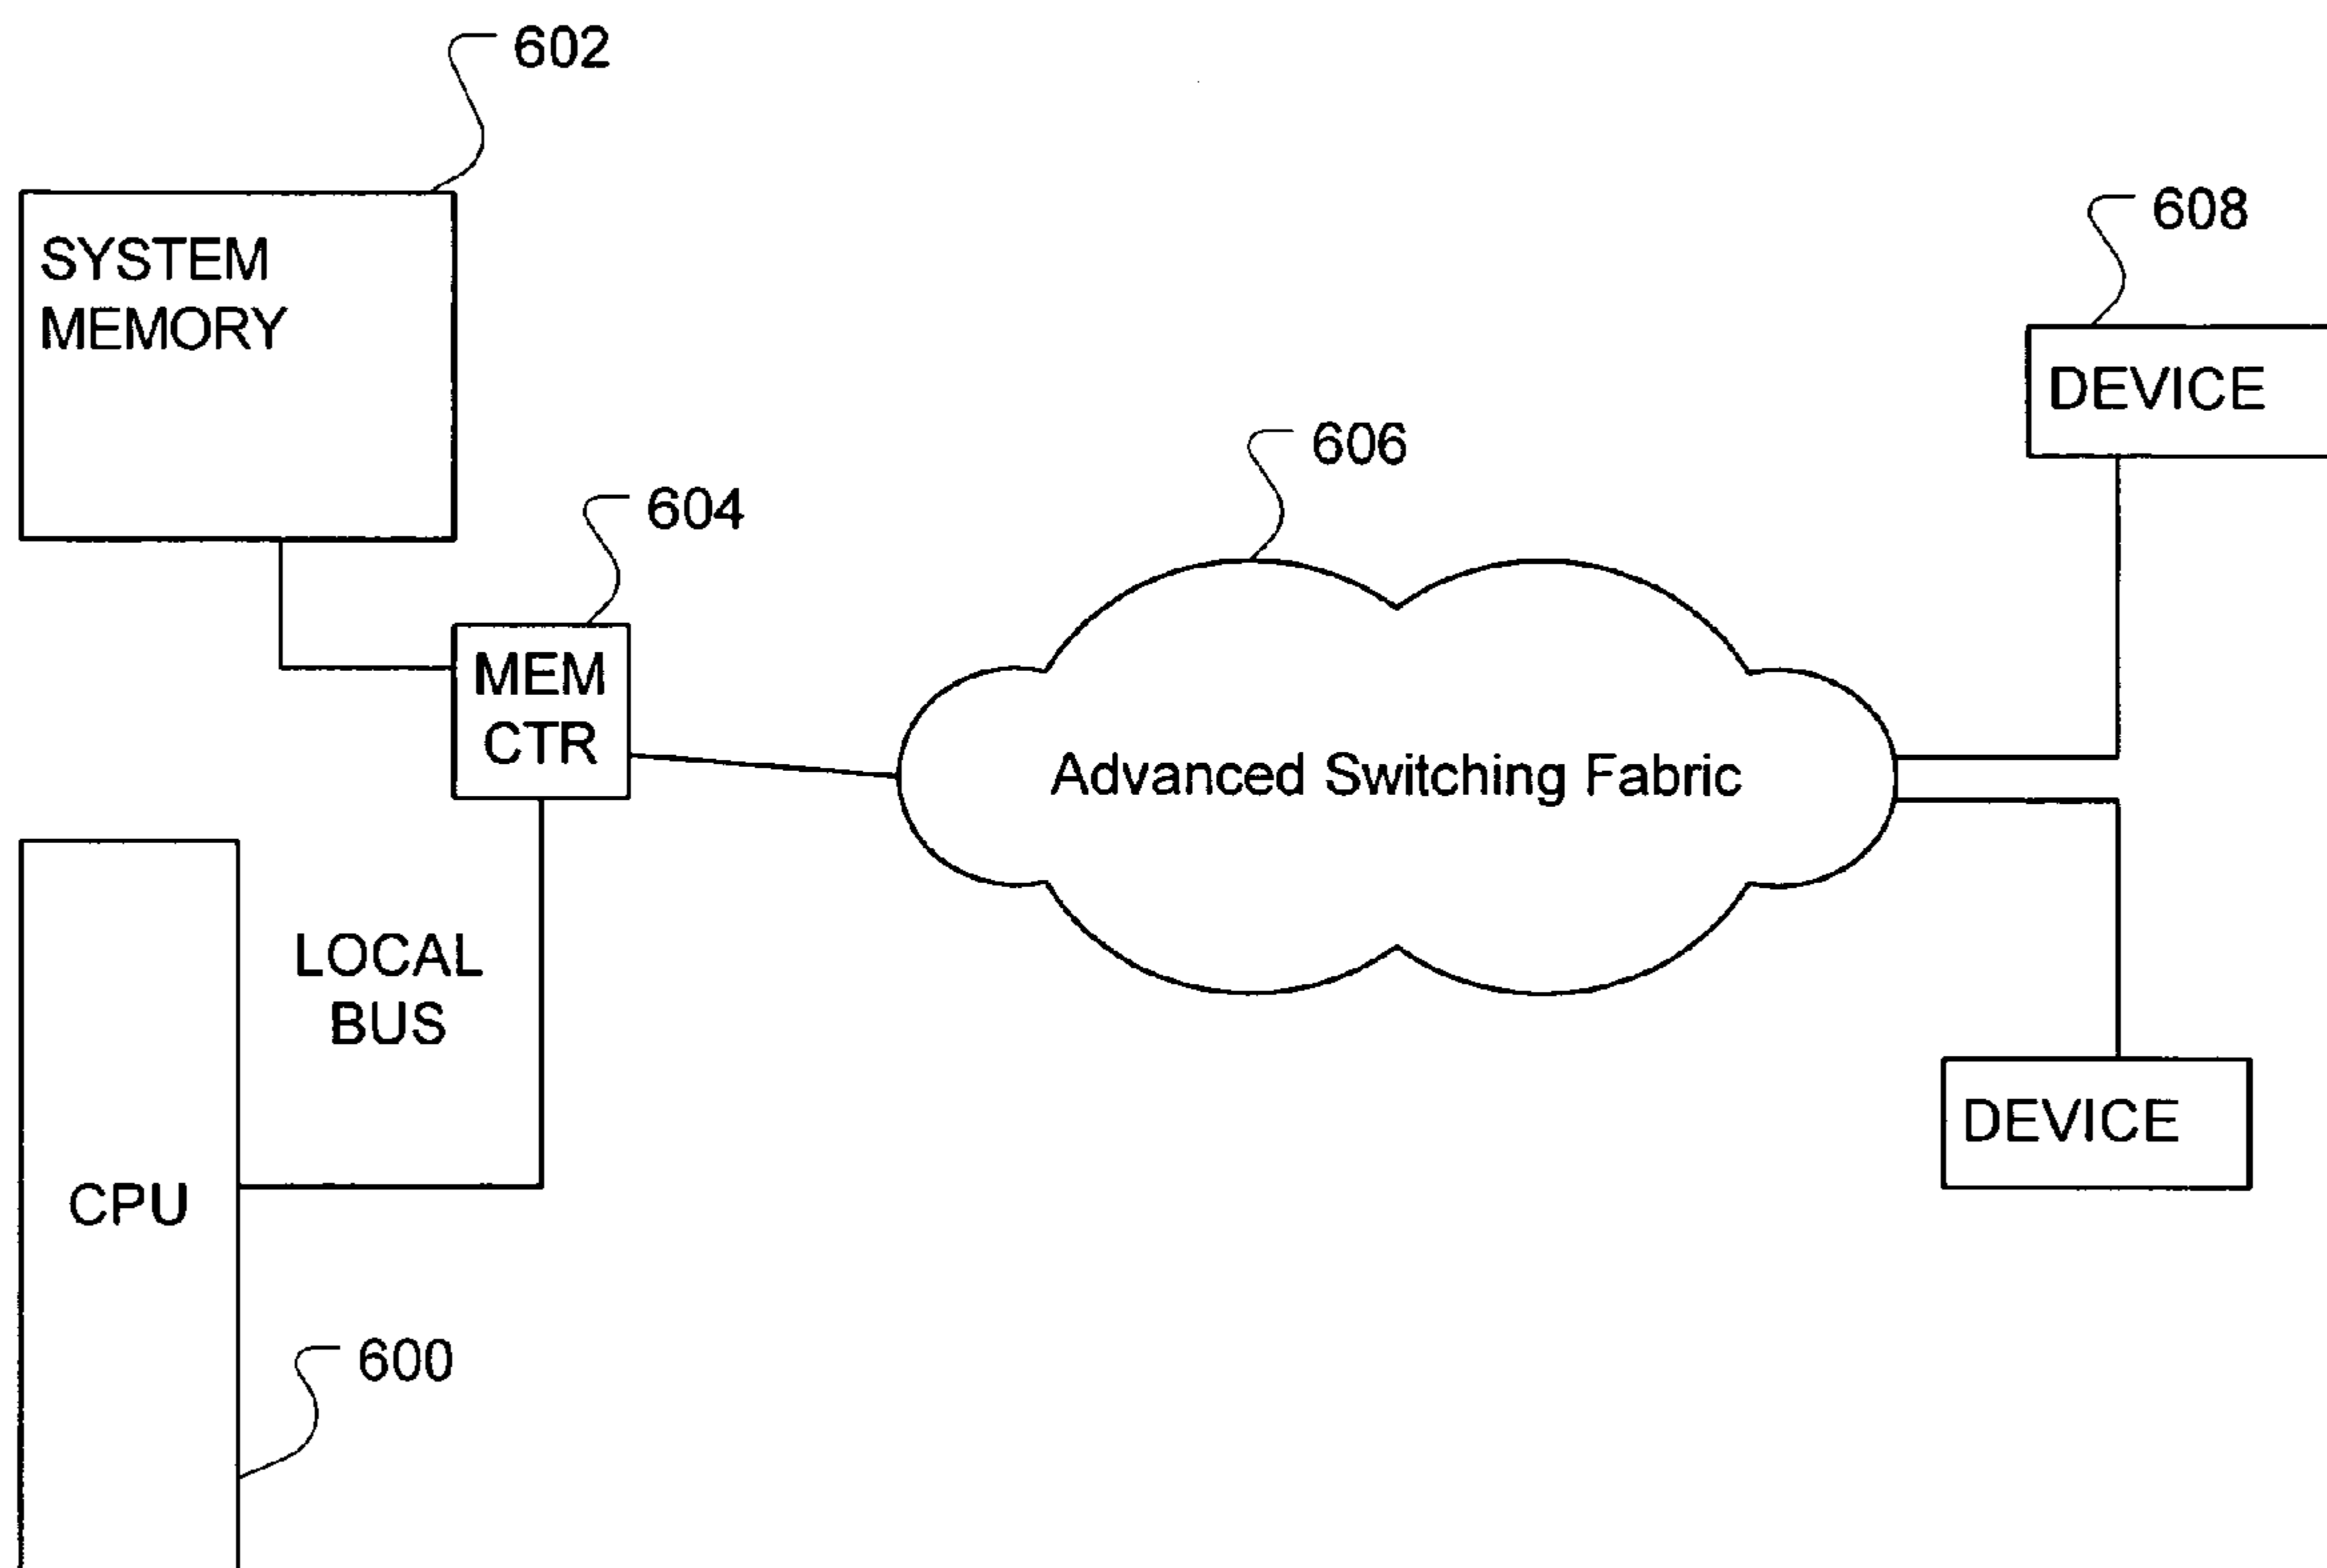 602
SYSTEM
MEMORY
608
DEVICE
606
604
MEM
CTR
Advanced Switching Fabric
LOCAL
BUS
DEVICE
CPU
600